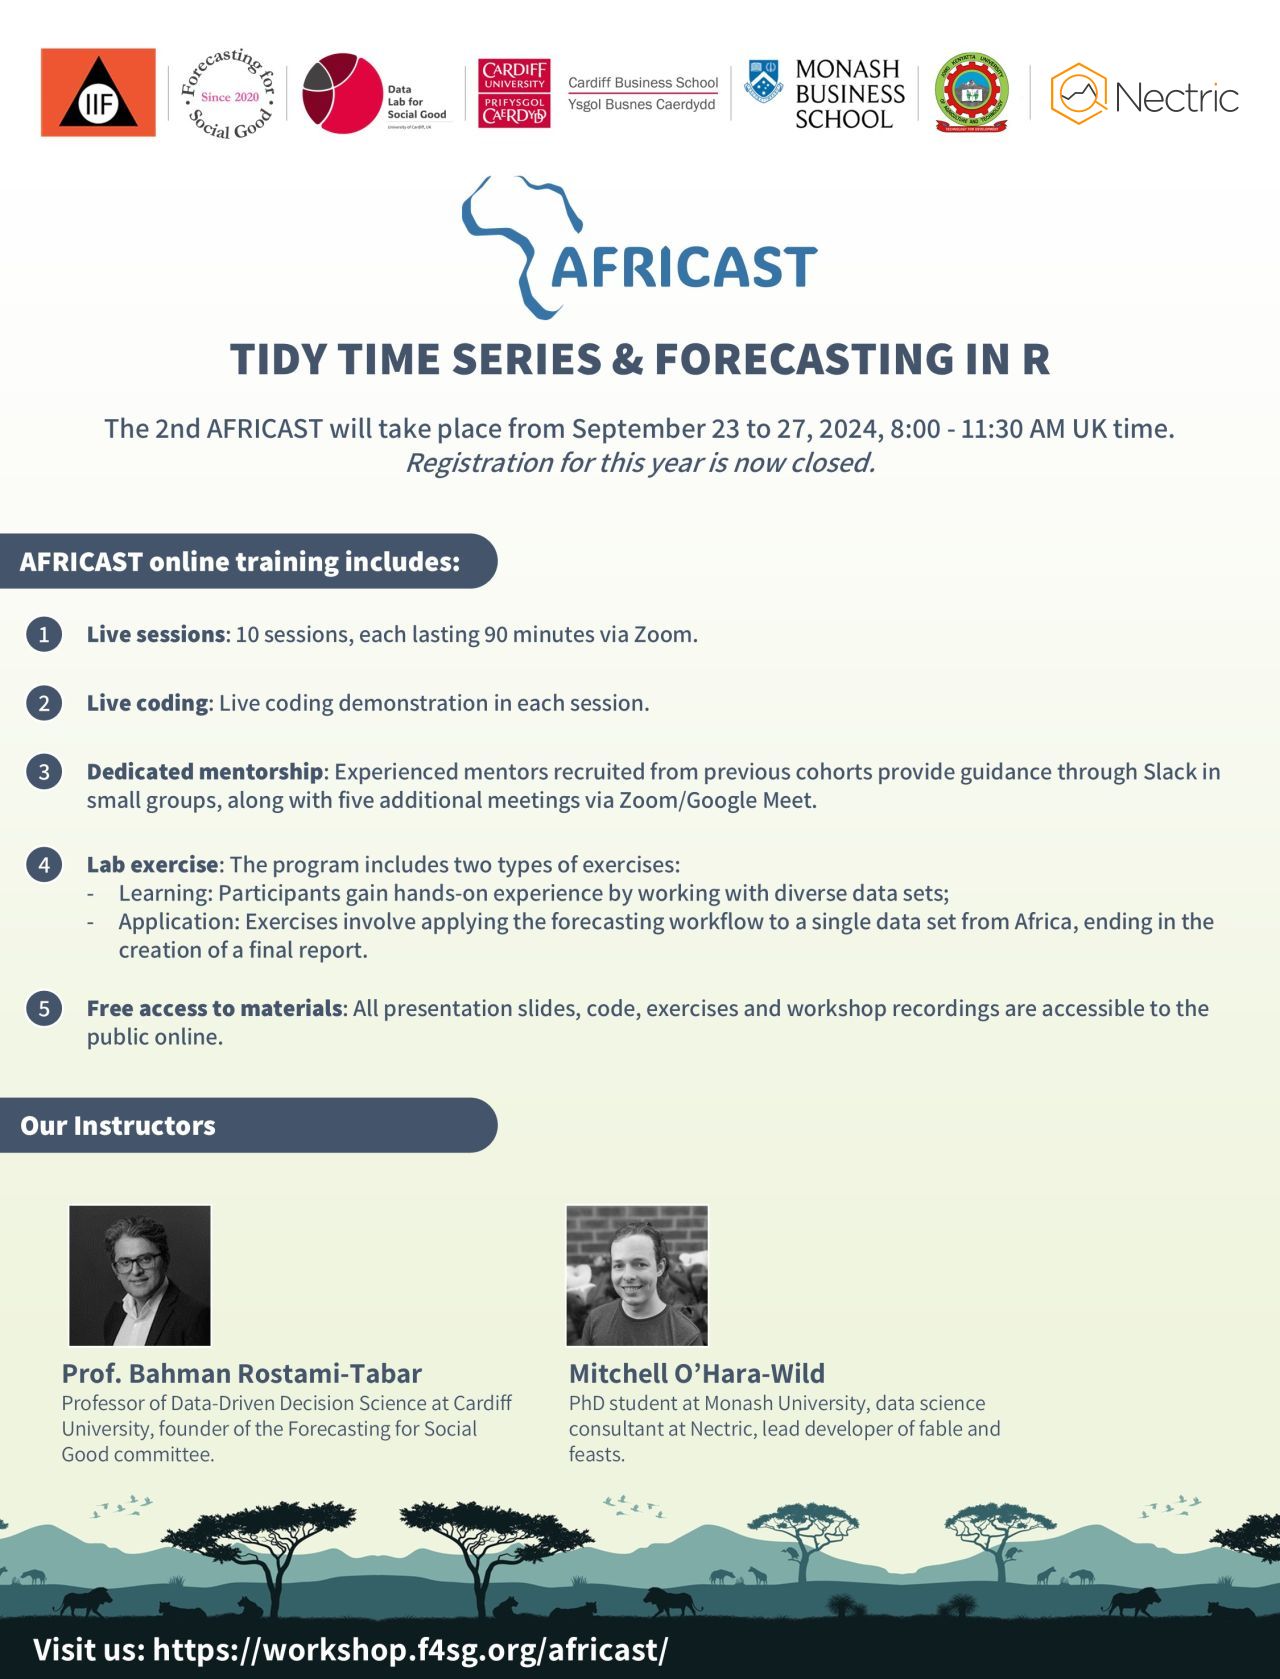 IIF
Forecasting for
Since 2020
Social Good
Data
Lab for
Social Good
University of Cardiff, UK
CARDIFF
UNIVERSITY
PRIFYSGOL
CAERDYDD
Cardiff Business School
Ysgol Busnes Caerdydd
MONASH
BUSINESS
SCHOOL
JOMO KENYATTA UNIVERSITY
OF AGRICULTURE AND TECHNOLOGY
Nectric
AFRICAST
TIDY TIME SERIES & FORECASTING IN R
The 2nd AFRICAST will take place from September 23 to 27, 2024, 8:00 - 11:30 AM UK time.
Registration for this year is now closed.
AFRICAST online training includes:
1 Live sessions: 10 sessions, each lasting 90 minutes via Zoom.
2 Live coding: Live coding demonstration in each session.
3 Dedicated mentorship: Experienced mentors recruited from previous cohorts provide guidance through Slack in
small groups, along with five additional meetings via Zoom/Google Meet.
4 Lab exercise: The program includes two types of exercises:
- Learning: Participants gain hands-on experience by working with diverse data sets;
- Application: Exercises involve applying the forecasting workflow to a single data set from Africa, ending in the
creation of a final report.
5 Free access to materials: All presentation slides, code, exercises and workshop recordings are accessible to the
public online.
Our Instructors
Prof. Bahman Rostami-Tabar
Professor of Data-Driven Decision Science at Cardiff
University, founder of the Forecasting for Social
Good committee.
Mitchell O'Hara-Wild
PhD student at Monash University, data science
consultant at Nectric, lead developer of fable and
feasts.
Visit us: https://workshop.f4sg.org/africast/